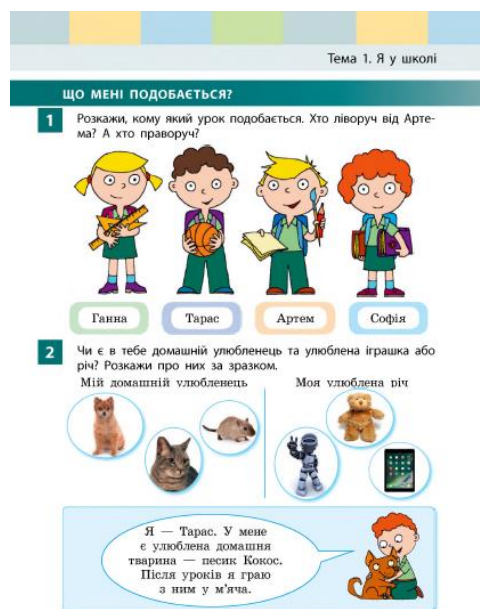 Тема 1. Я у школі
ЩО МЕНІ ПОДОБАЄТЬСЯ?
1
Розкажи, кому який урок подобається. Хто ліворуч від Арте-
ма? А хто праворуч?
Ганна
Тарас
Артем
Софія
2
Чи є в тебе домашній улюбленець та улюблена іграшка або
річ? Розкажи про них за зразком.
Мій домашній улюбленець
Моя улюблена річ
Я — Тарас. У мене
є улюблена домашня
тварина — песик Кокос.
Після уроків я граю
з ним у м'яча.